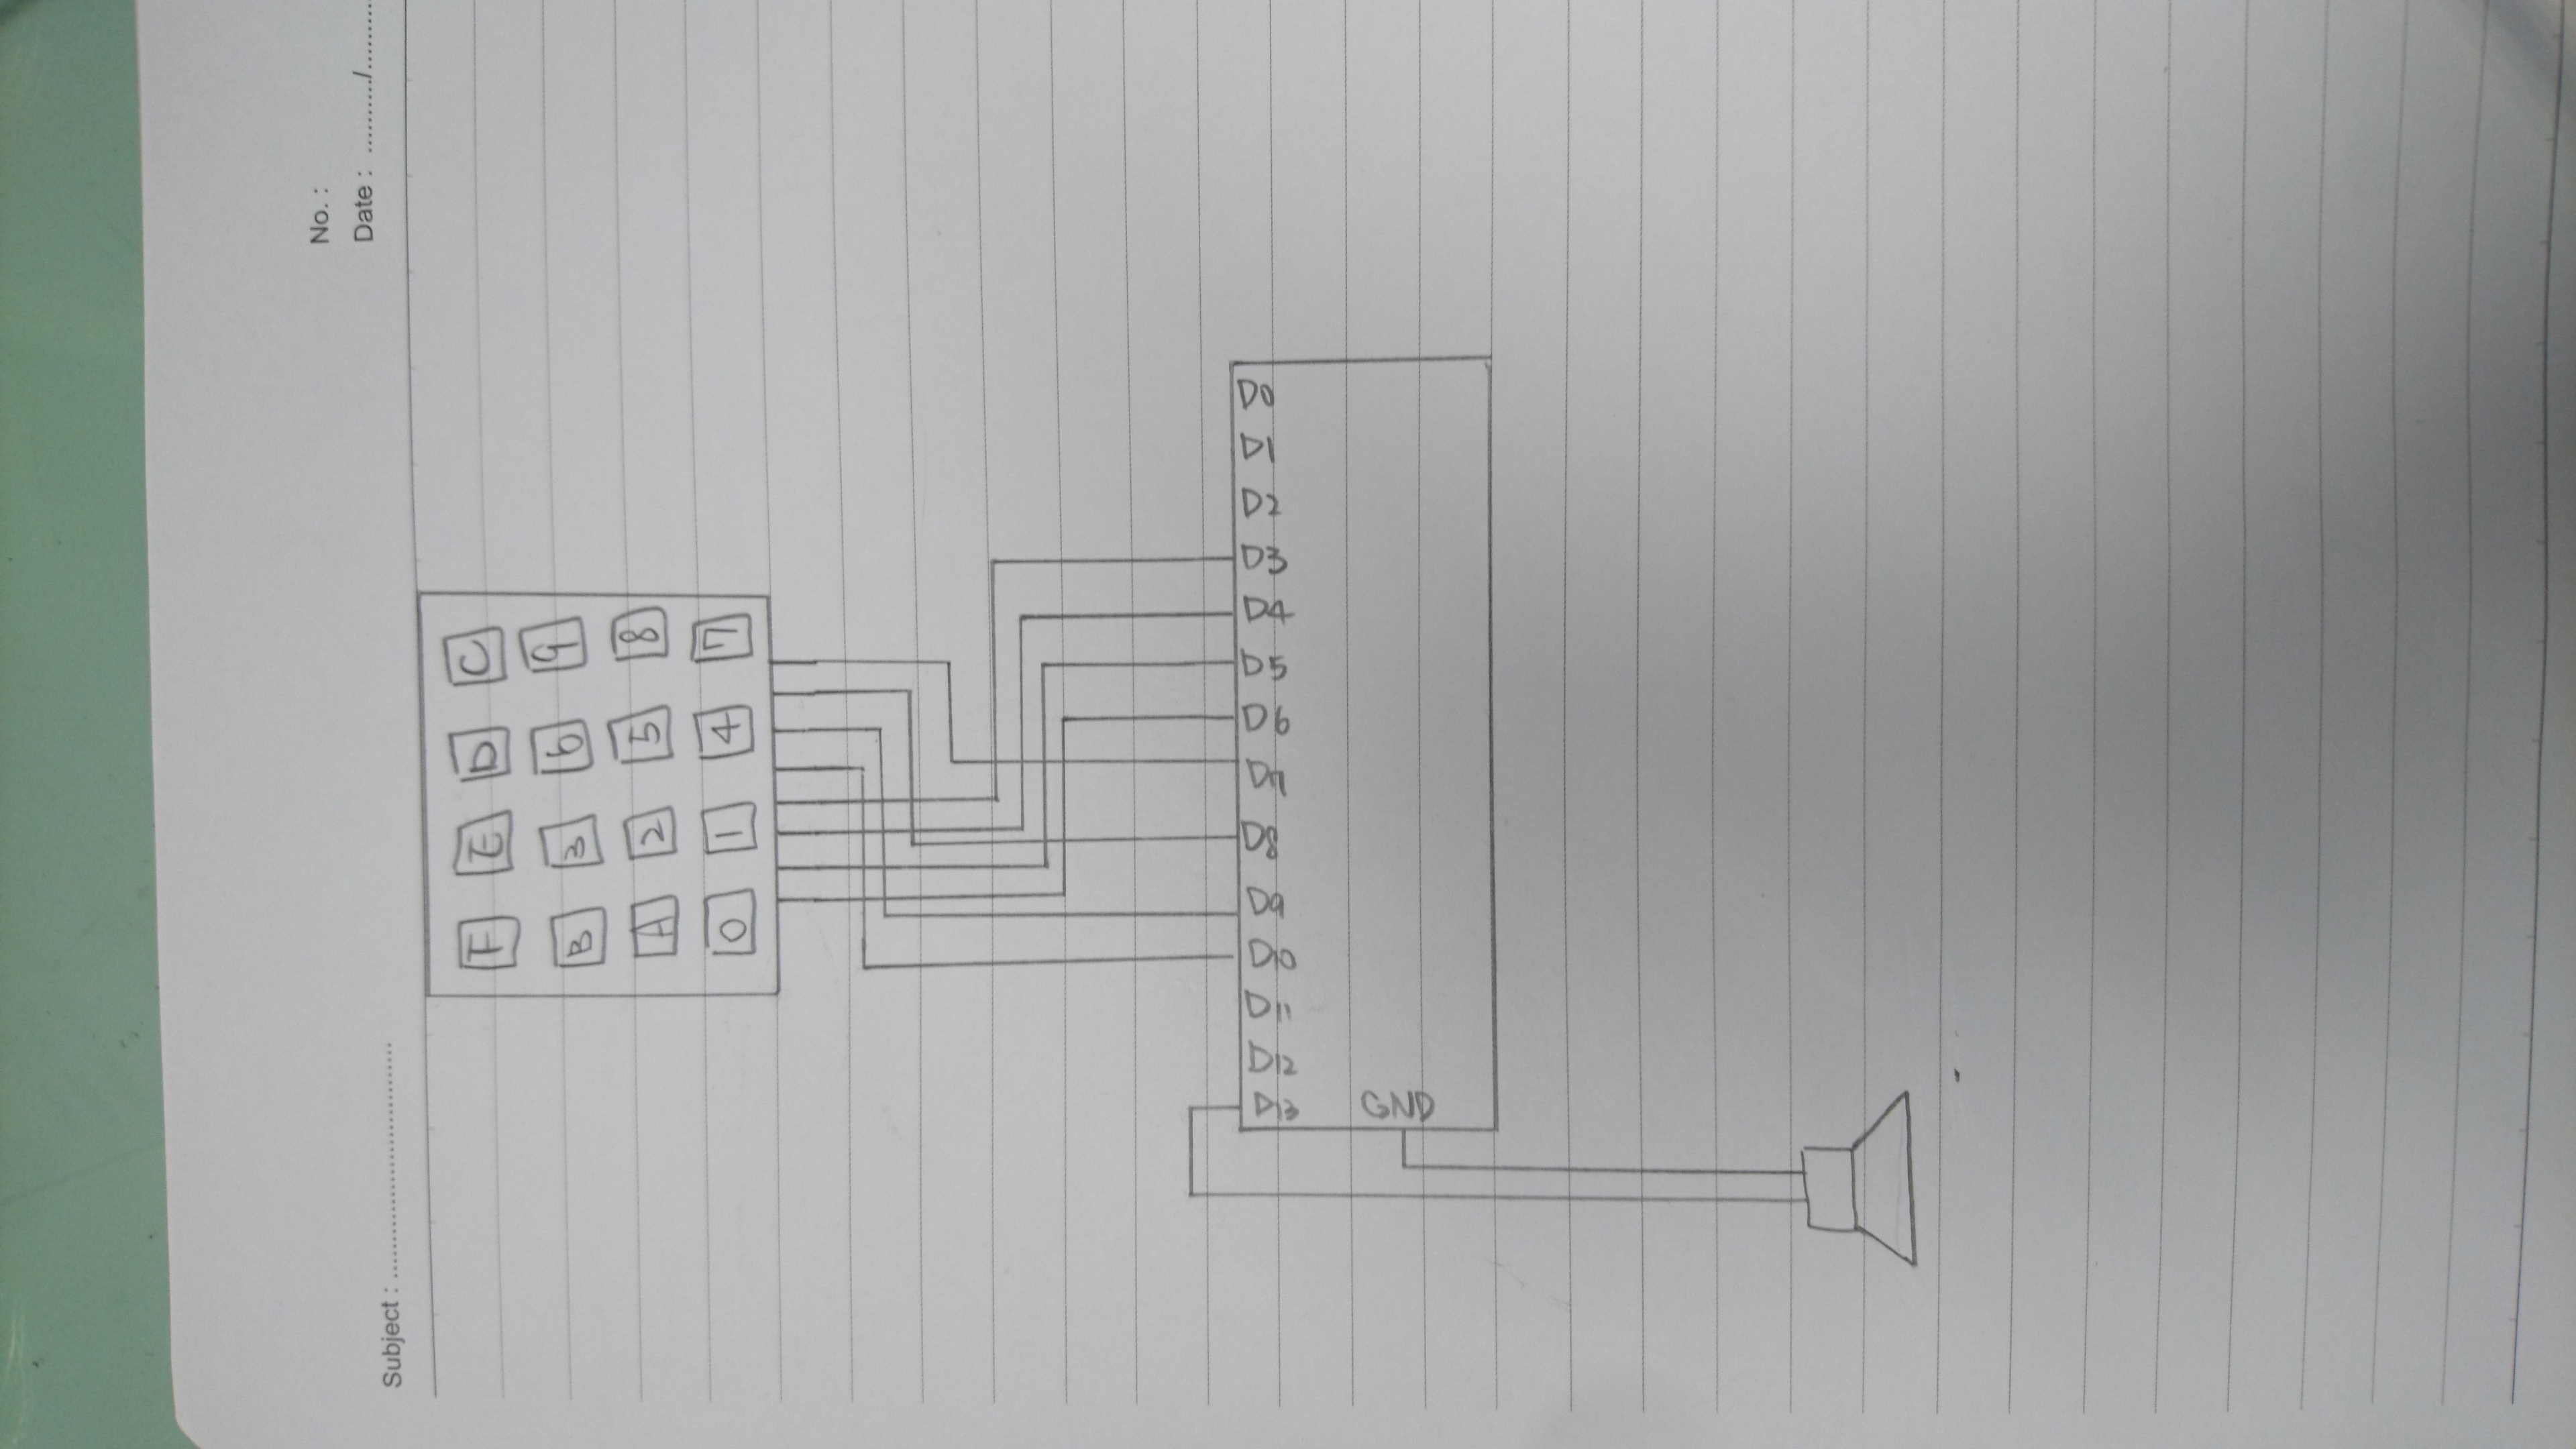 Subject : ..............................
No. :
Date : ........../..........
F E D C
B 3 6 9
A 2 5 8
0 1 4 7
D0
D1
D2
D3
D4
D5
D6
D7
D8
D9
D10
D11
D12
D13 GND